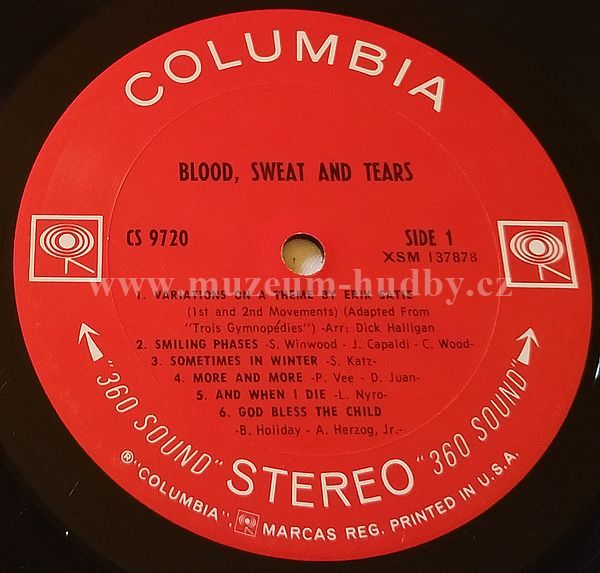 COLUMBIA
BLOOD, SWEAT AND TEARS
CS 9720
SIDE 1
XSM 137878
www.muzeum-hudby.cz
1. VARIATIONS ON A THEME BY ERIK SATIE
(1st and 2nd Movements) (Adapted From
"Trois Gymnopédies") -Arr: Dick Halligan
2. SMILING PHASES -S. Winwood - J. Capaldi - C. Wood-
3. SOMETIMES IN WINTER -S. Katz-
4. MORE AND MORE -P. Vee - D. Juan-
5. AND WHEN I DIE -L. Nyro-
6. GOD BLESS THE CHILD
-B. Holiday - A. Herzog, Jr.-
"360 SOUND" STEREO "360 SOUND"
®"COLUMBIA", MARCAS REG. PRINTED IN U.S.A.